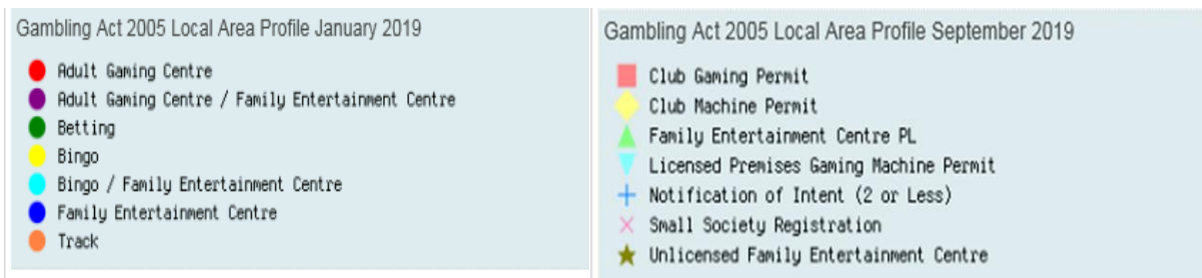 Gambling Act 2005 Local Area Profile January 2019
Adult Gaming Centre
Adult Gaming Centre / Family Entertainment Centre
Betting
Bingo
Bingo / Family Entertainment Centre
Family Entertainment Centre
Track
Gambling Act 2005 Local Area Profile September 2019
Club Gaming Permit
Club Machine Permit
Family Entertainment Centre PL
Licensed Premises Gaming Machine Permit
Notification of Intent (2 or Less)
Small Society Registration
Unlicensed Family Entertainment Centre